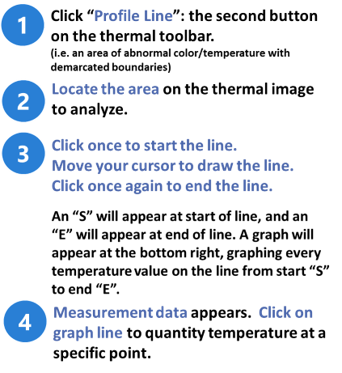 1
Click “Profile Line”: the second button
on the thermal toolbar.
(i.e. an area of abnormal color/temperature with
demarcated boundaries)
2
Locate the area on the thermal image
to analyze.
3
Click once to start the line.
Move your cursor to draw the line.
Click once again to end the line.
An “S” will appear at start of line, and an
“E” will appear at end of line. A graph will
appear at the bottom right, graphing every
temperature value on the line from start “S”
to end “E”.
4
Measurement data appears. Click on
graph line to quantity temperature at a
specific point.